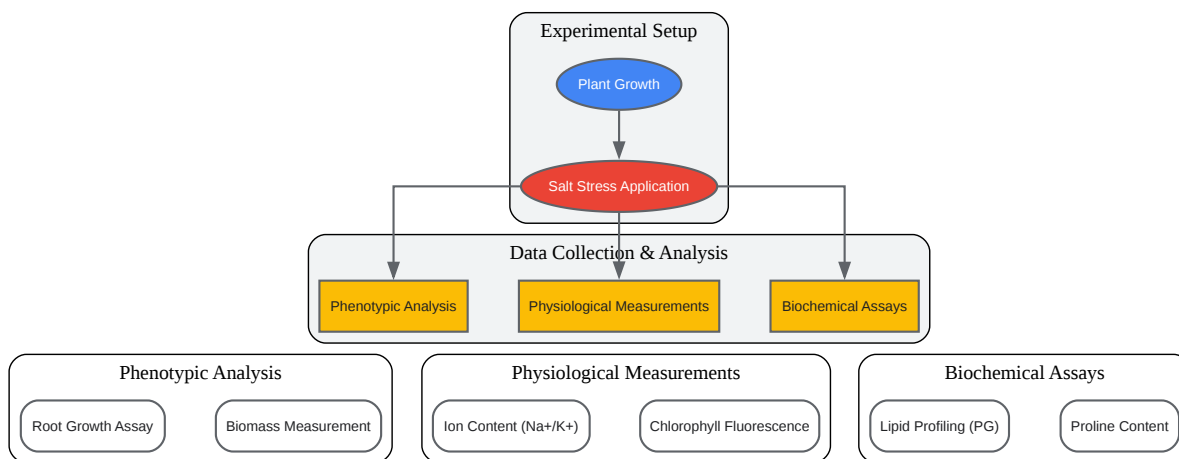 Experimental Setup
Plant Growth
Salt Stress Application
Data Collection & Analysis
Phenotypic Analysis
Physiological Measurements
Biochemical Assays
Phenotypic Analysis
Root Growth Assay
Biomass Measurement
Physiological Measurements
Ion Content (Na+/K+)
Chlorophyll Fluorescence
Biochemical Assays
Lipid Profiling (PG)
Proline Content